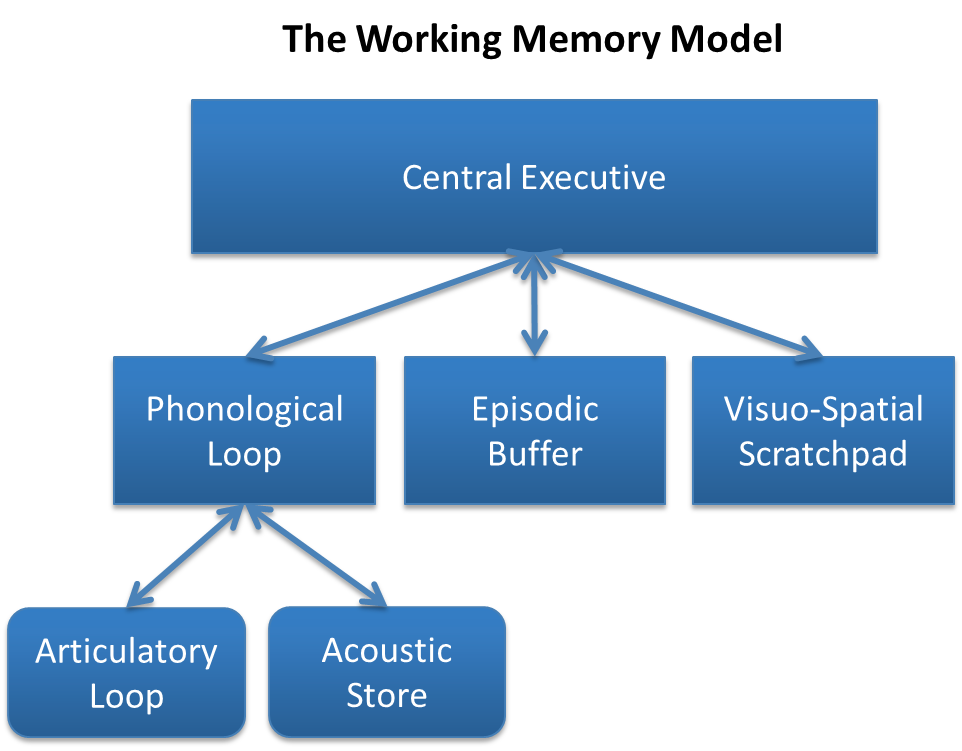 The Working Memory Model
Central Executive
Phonological
Loop
Episodic
Buffer
Visuo-Spatial
Scratchpad
Articulatory
Loop
Acoustic
Store